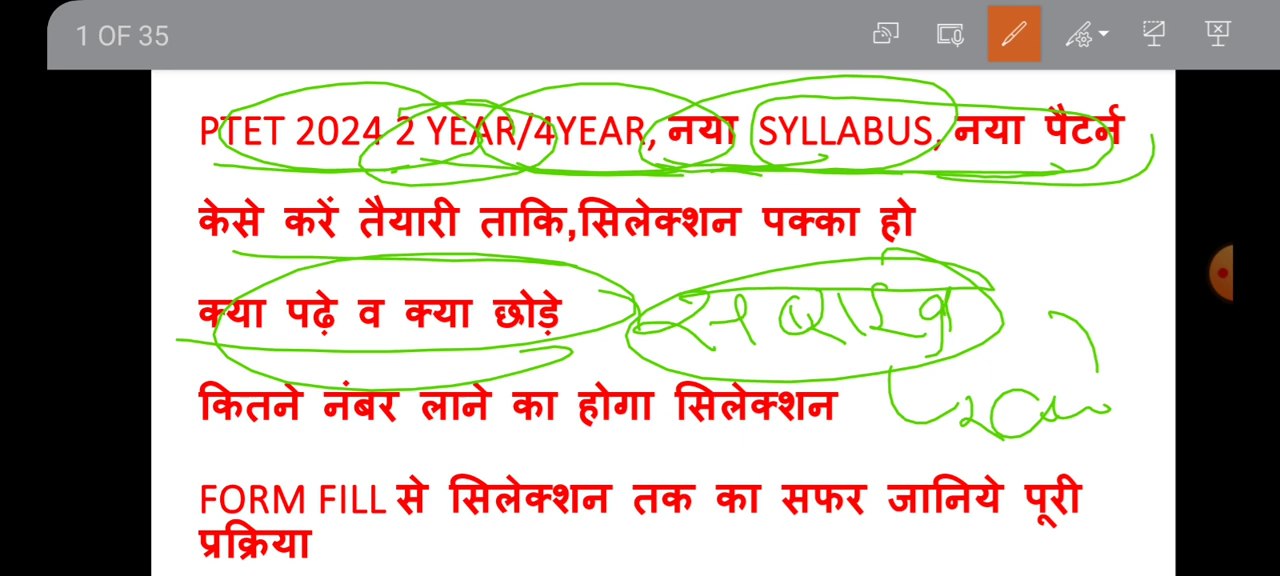 1 OF 35
PTET 2024 2 YEAR/4YEAR, नया SYLLABUS, नया पैटर्न
केसे करें तैयारी ताकि,सिलेक्शन पक्का हो
क्या पढ़े व क्या छोड़े
कितने नंबर लाने का होगा सिलेक्शन
FORM FILL से सिलेक्शन तक का सफर जानिये पूरी
प्रक्रिया